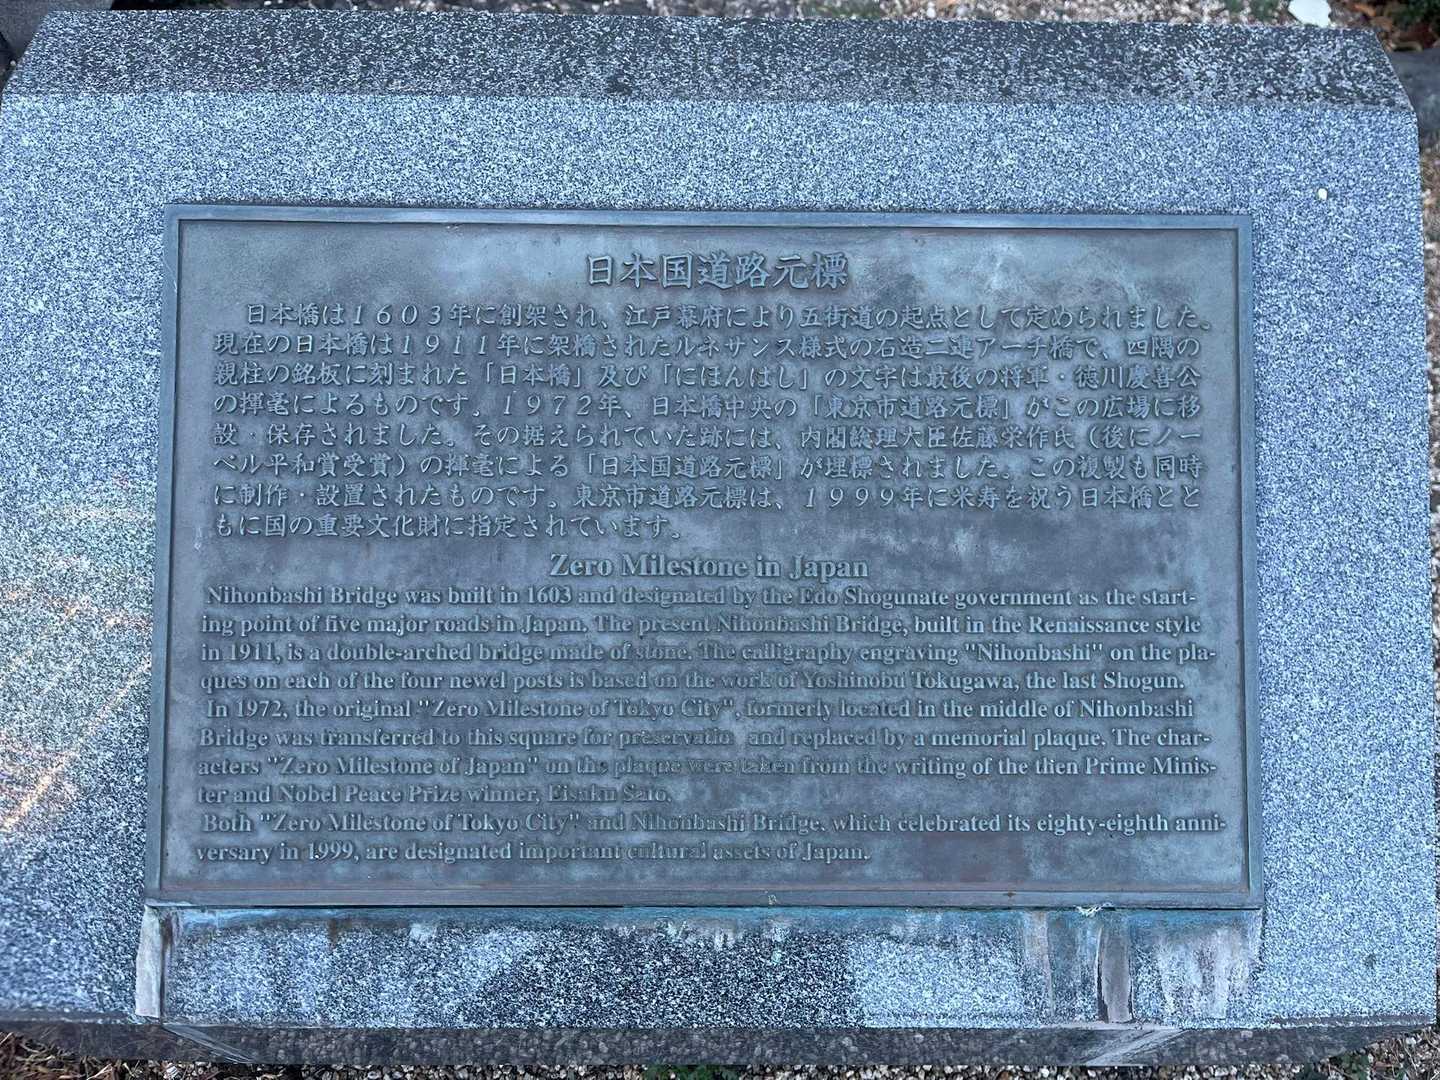 日本国道路元標
日本橋は１６０３年に創架され、江戸幕府により五街道の起点として定められました。
現在の日本橋は１９１１年に架橋されたルネサンス様式の石造二連アーチ橋で、四隅の
親柱の銘板に刻まれた「日本橋」及び「にほんばし」の文字は最後の将軍・徳川慶喜公
の揮毫によるものです。１９７２年、日本橋中央の「東京市道路元標」がこの広場に移
設・保存されました。その据えられていた跡には、内閣総理大臣佐藤栄作氏（後にノー
ベル平和賞受賞）の揮毫による「日本国道路元標」が埋標されました。この複製も同時
に制作・設置されたものです。東京市道路元標は、１９９９年に米寿を祝う日本橋とと
もに国の重要文化財に指定されています。
Zero Milestone in Japan
Nihonbashi Bridge was built in 1603 and designated by the Edo Shogunate government as the start-
ing point of five major roads in Japan. The present Nihonbashi Bridge, built in the Renaissance style
in 1911, is a double-arched bridge made of stone. The calligraphy engraving "Nihonbashi" on the pla-
ques on each of the four newel posts is based on the work of Yoshinobu Tokugawa, the last Shogun.
In 1972, the original "Zero Milestone of Tokyo City", formerly located in the middle of Nihonbashi
Bridge was transferred to this square for preservation and replaced by a memorial plaque. The char-
acters "Zero Milestone of Japan" on the plaque were taken from the writing of the then Prime Minis-
ter and Nobel Peace Prize winner, Eisaku Sato.
Both "Zero Milestone of Tokyo City" and Nihonbashi Bridge, which celebrated its eighty-eighth anni-
versary in 1999, are designated important cultural assets of Japan.